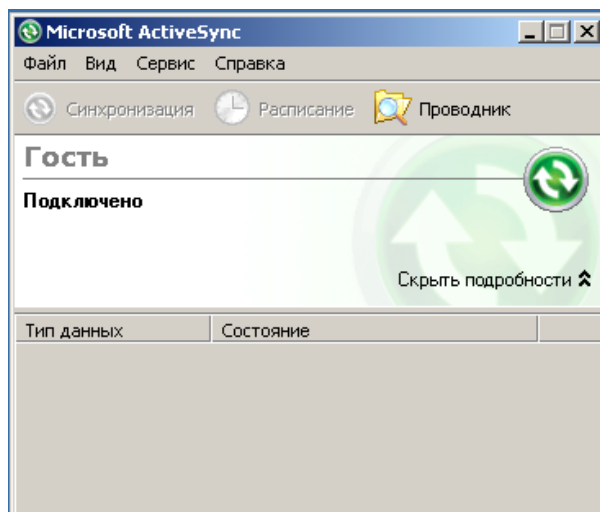 Microsoft ActiveSync
Файл Вид Сервис Справка
Синхронизация Расписание Проводник
Гость
Подключено
Скрыть подробности
Тип данных Состояние